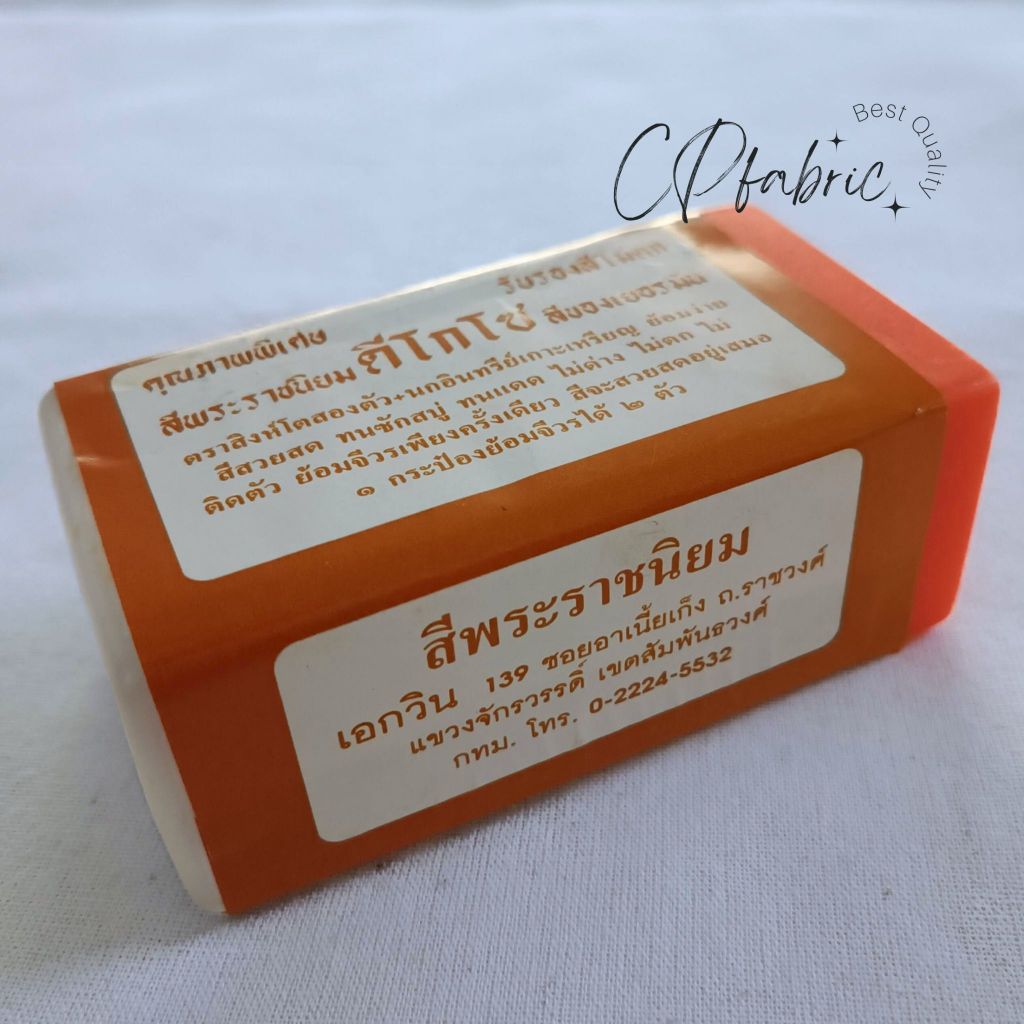 CPfabric
Best Quality
คุณภาพพิเศษ
รับรองสีไม่ตก
สีพระราชนิยม ดีโกโซ่ สีของเยอรมัน
ตราสิงห์โตสองตัว+นกอินทรีย์เกาะเหรียญ ย้อมง่าย
สีสวยสด ทนซักสบู่ ทนแดด ไม่ด่าง ไม่ตก ไม่
ติดตัว ย้อมจีวรเพียงครั้งเดียว สีจะสวยสดอยู่เสมอ
๑ กระป๋องย้อมจีวรได้ ๒ ตัว
สีพระราชนิยม
เอกวิน 139 ซอยอาเนี้ยเก็ง ถ.ราชวงศ์
แขวงจักรวรรดิ์ เขตสัมพันธวงศ์
กทม. โทร. 0-2224-5532